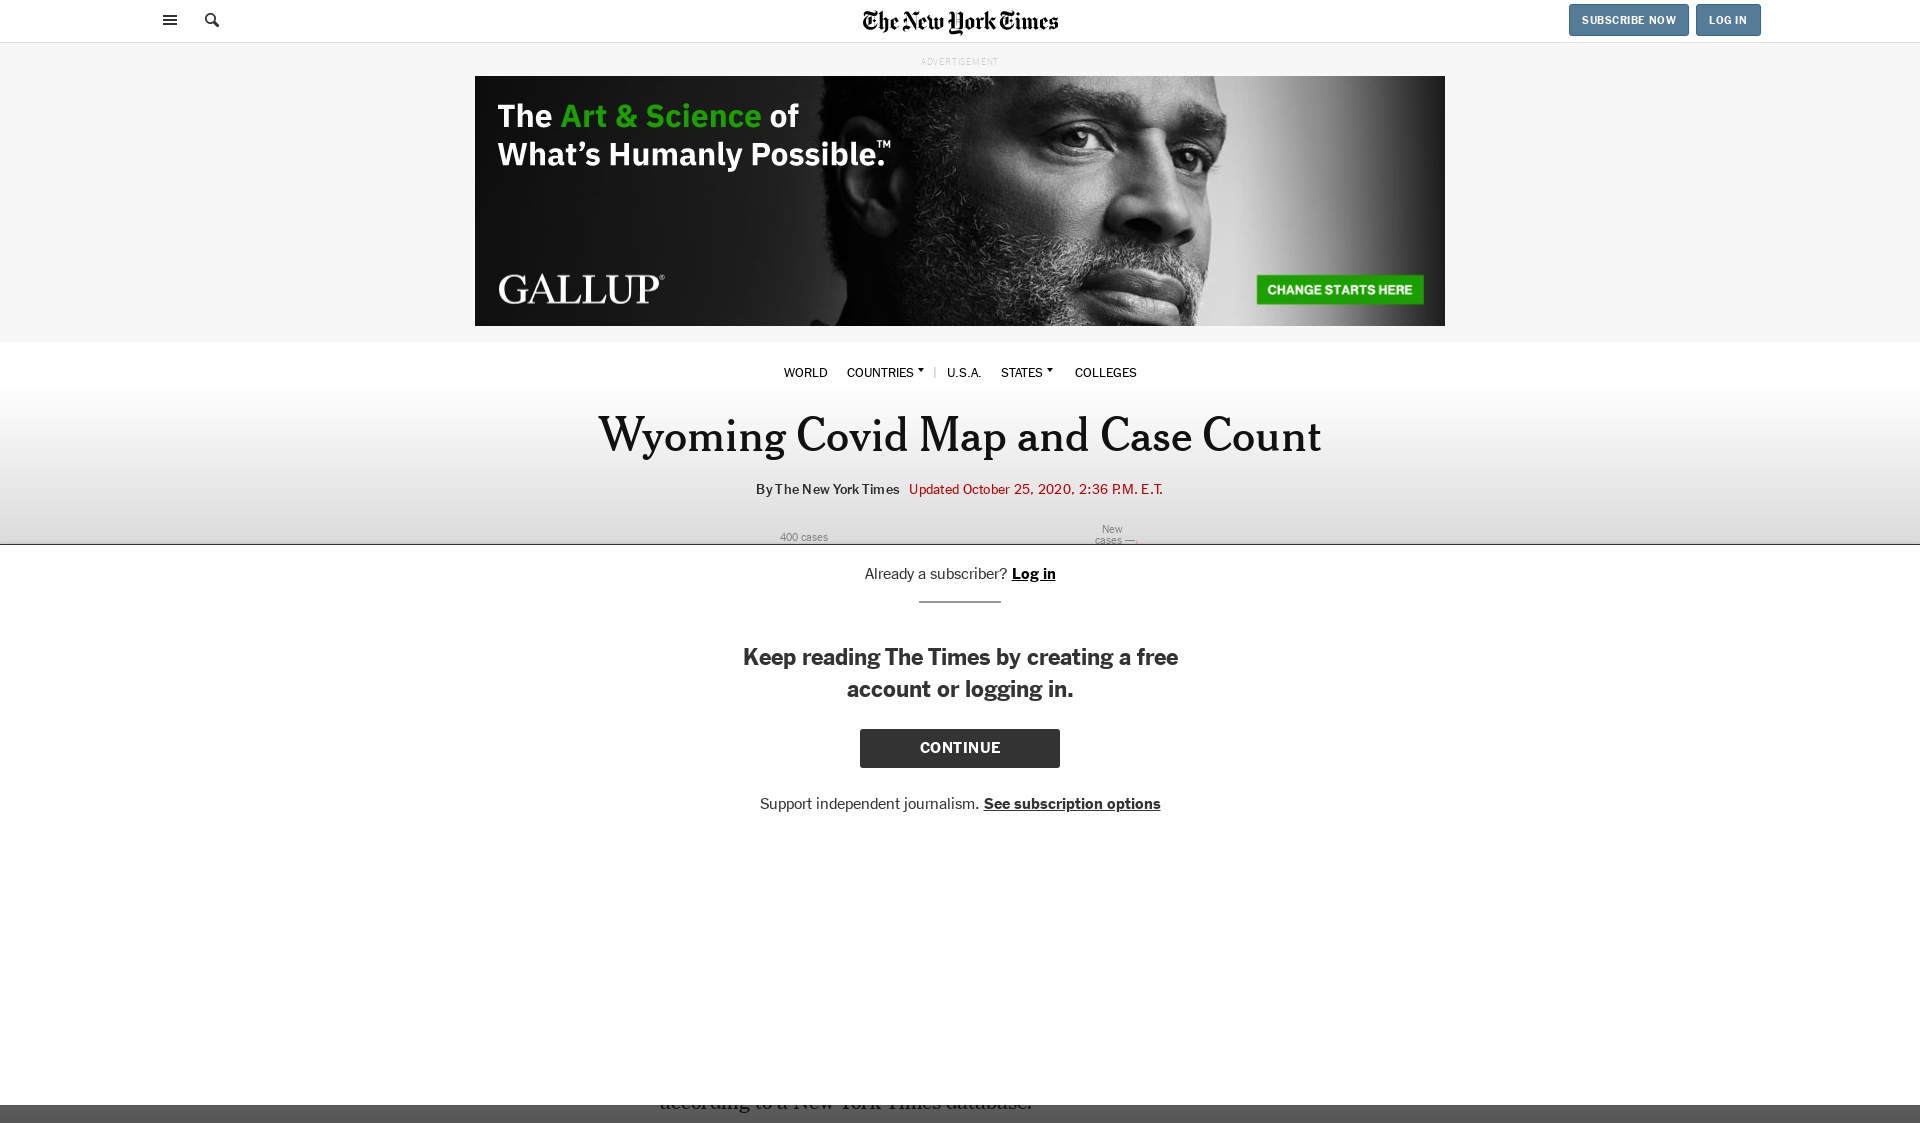 The New York Times
SUBSCRIBE NOW
LOG IN
ADVERTISEMENT
The Art & Science of
What's Humanly Possible.™
GALLUP®
CHANGE STARTS HERE
WORLD COUNTRIES | U.S.A. STATES COLLEGES
Wyoming Covid Map and Case Count
By The New York Times Updated October 25, 2020, 2:36 P.M. E.T.
400 cases
New
cases —
Already a subscriber? Log in
Keep reading The Times by creating a free
account or logging in.
CONTINUE
Support independent journalism. See subscription options
according to a New York Times database.